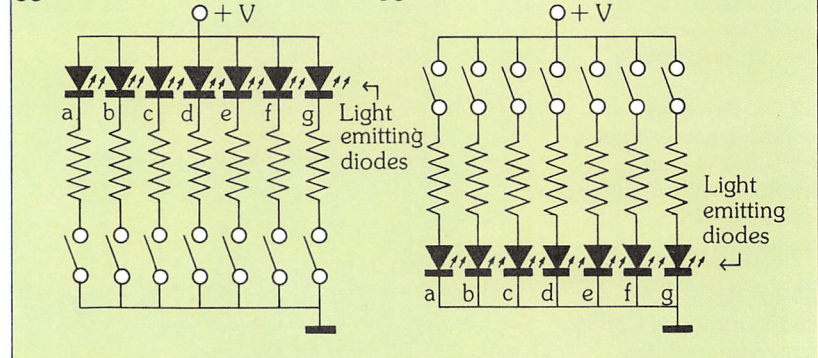 + V
a b c d e f g
Light
emitting
diodes
+ V
Light
emitting
diodes
a b c d e f g